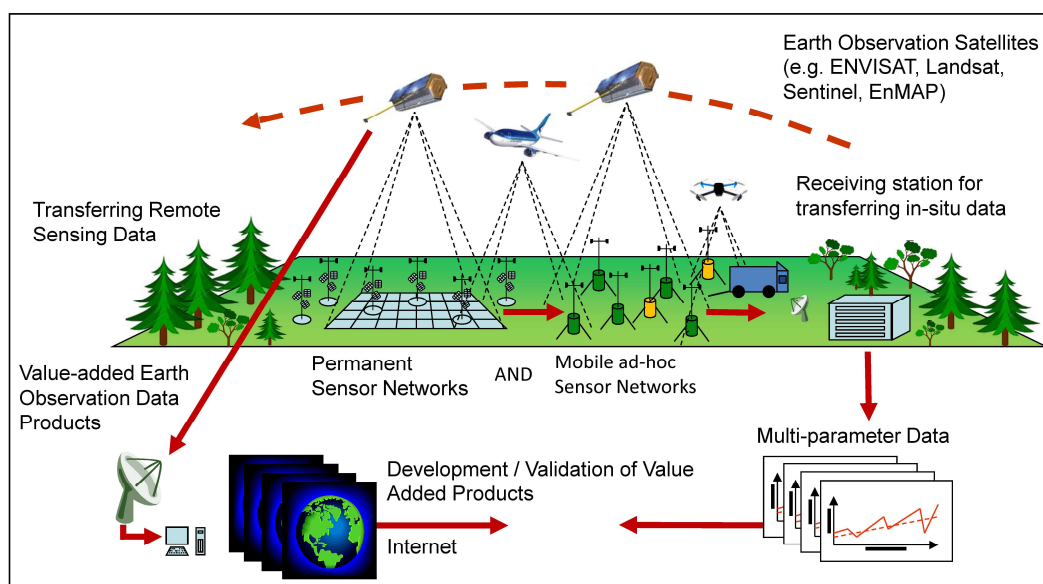 Earth Observation Satellites
(e.g. ENVISAT, Landsat,
Sentinel, EnMAP)
Receiving station for
transferring in-situ data
Transferring Remote
Sensing Data
Permanent
Sensor Networks
AND
Mobile ad-hoc
Sensor Networks
Value-added Earth
Observation Data
Products
Multi-parameter Data
Development / Validation of Value
Added Products
Internet